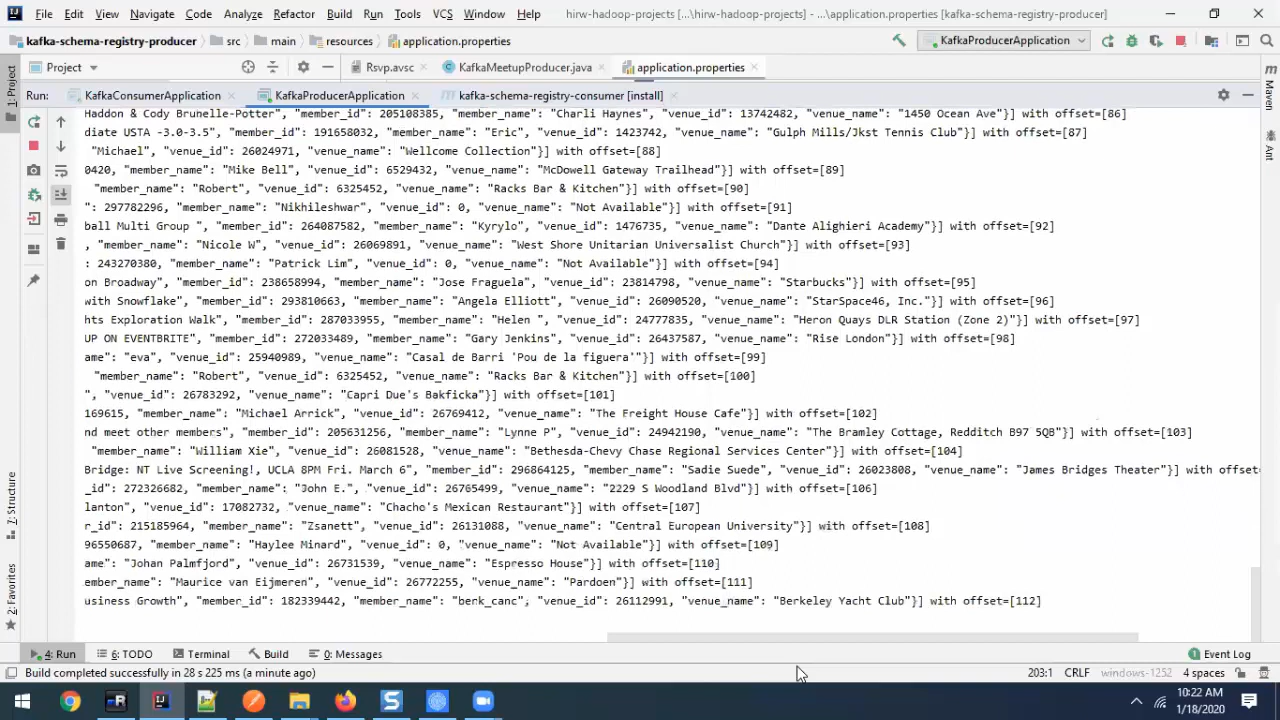 File Edit View Navigate Code Analyze Refactor Build Run Tools VCS Window Help hirw-hadoop-projects [...\hirw-hadoop-projects] - ...\application.properties [kafka-schema-registry-producer]
kafka-schema-registry-producer src main resources application.properties KafkaProducerApplication
Project Rsvp.avsc KafkaMeetupProducer.java application.properties
Run: KafkaConsumerApplication KafkaProducerApplication kafka-schema-registry-consumer [install]
1: Project
Maven
Ant
7: Structure
2: Favorites
Haddon & Cody Brunelle-Potter", "member_id": 205108385, "member_name": "Charli Haynes", "venue_id": 13742482, "venue_name": "1450 Ocean Ave"}] with offset=[86]
diate USTA -3.0-3.5", "member_id": 191658032, "member_name": "Eric", "venue_id": 1423742, "venue_name": "Gulph Mills/Jkst Tennis Club"}] with offset=[87]
"Michael", "venue_id": 26024971, "venue_name": "Wellcome Collection"}] with offset=[88]
0420, "member_name": "Mike Bell", "venue_id": 6529432, "venue_name": "McDowell Gateway Trailhead"}] with offset=[89]
"member_name": "Robert", "venue_id": 6325452, "venue_name": "Racks Bar & Kitchen"}] with offset=[90]
": 297782296, "member_name": "Nikhileshwar", "venue_id": 0, "venue_name": "Not Available"}] with offset=[91]
ball Multi Group ", "member_id": 264087582, "member_name": "Kyrylo", "venue_id": 1476735, "venue_name": "Dante Alighieri Academy"}] with offset=[92]
, "member_name": "Nicole W", "venue_id": 26069891, "venue_name": "West Shore Unitarian Universalist Church"}] with offset=[93]
: 243270380, "member_name": "Patrick Lim", "venue_id": 0, "venue_name": "Not Available"}] with offset=[94]
on Broadway", "member_id": 238658994, "member_name": "Jose Fraguela", "venue_id": 23814798, "venue_name": "Starbucks"}] with offset=[95]
with Snowflake", "member_id": 293810663, "member_name": "Angela Elliott", "venue_id": 26090520, "venue_name": "StarSpace46, Inc."}] with offset=[96]
hts Exploration Walk", "member_id": 287033955, "member_name": "Helen ", "venue_id": 24777835, "venue_name": "Heron Quays DLR Station (Zone 2)"}] with offset=[97]
UP ON EVENTBRITE", "member_id": 272033489, "member_name": "Gary Jenkins", "venue_id": 26437587, "venue_name": "Rise London"}] with offset=[98]
ame": "eva", "venue_id": 25940989, "venue_name": "Casal de Barri 'Pou de la figuera'"}] with offset=[99]
"member_name": "Robert", "venue_id": 6325452, "venue_name": "Racks Bar & Kitchen"}] with offset=[100]
", "venue_id": 26783292, "venue_name": "Capri Due's Bakficka"}] with offset=[101]
169615, "member_name": "Michael Arrick", "venue_id": 26769412, "venue_name": "The Freight House Cafe"}] with offset=[102]
nd meet other members", "member_id": 205631256, "member_name": "Lynne P", "venue_id": 24942190, "venue_name": "The Bramley Cottage, Redditch B97 5QB"}] with offset=[103]
"member_name": "William Xie", "venue_id": 26081528, "venue_name": "Bethesda-Chevy Chase Regional Services Center"}] with offset=[104]
Bridge: NT Live Screening!, UCLA 8PM Fri. March 6", "member_id": 296864125, "member_name": "Sadie Suede", "venue_id": 26023808, "venue_name": "James Bridges Theater"}] with offset
_id": 272326682, "member_name": "John E.", "venue_id": 26765499, "venue_name": "2229 S Woodland Blvd"}] with offset=[106]
lanton", "venue_id": 17082732, "venue_name": "Chacho's Mexican Restaurant"}] with offset=[107]
r_id": 215185964, "member_name": "Zsanett", "venue_id": 26131088, "venue_name": "Central European University"}] with offset=[108]
96550687, "member_name": "Haylee Minard", "venue_id": 0, "venue_name": "Not Available"}] with offset=[109]
ame": "Johan Palmfjord", "venue_id": 26731539, "venue_name": "Espresso House"}] with offset=[110]
ember_name": "Maurice van Eijmeren", "venue_id": 26772255, "venue_name": "Pardoen"}] with offset=[111]
usiness Growth", "member_id": 182339442, "member_name": "berk_canc", "venue_id": 26112991, "venue_name": "Berkeley Yacht Club"}] with offset=[112]
4: Run 6: TODO Terminal Build 0: Messages Event Log
Build completed successfully in 28 s 225 ms (a minute ago) 203:1 CRLF windows-1252 4 spaces
10:22 AM
1/18/2020